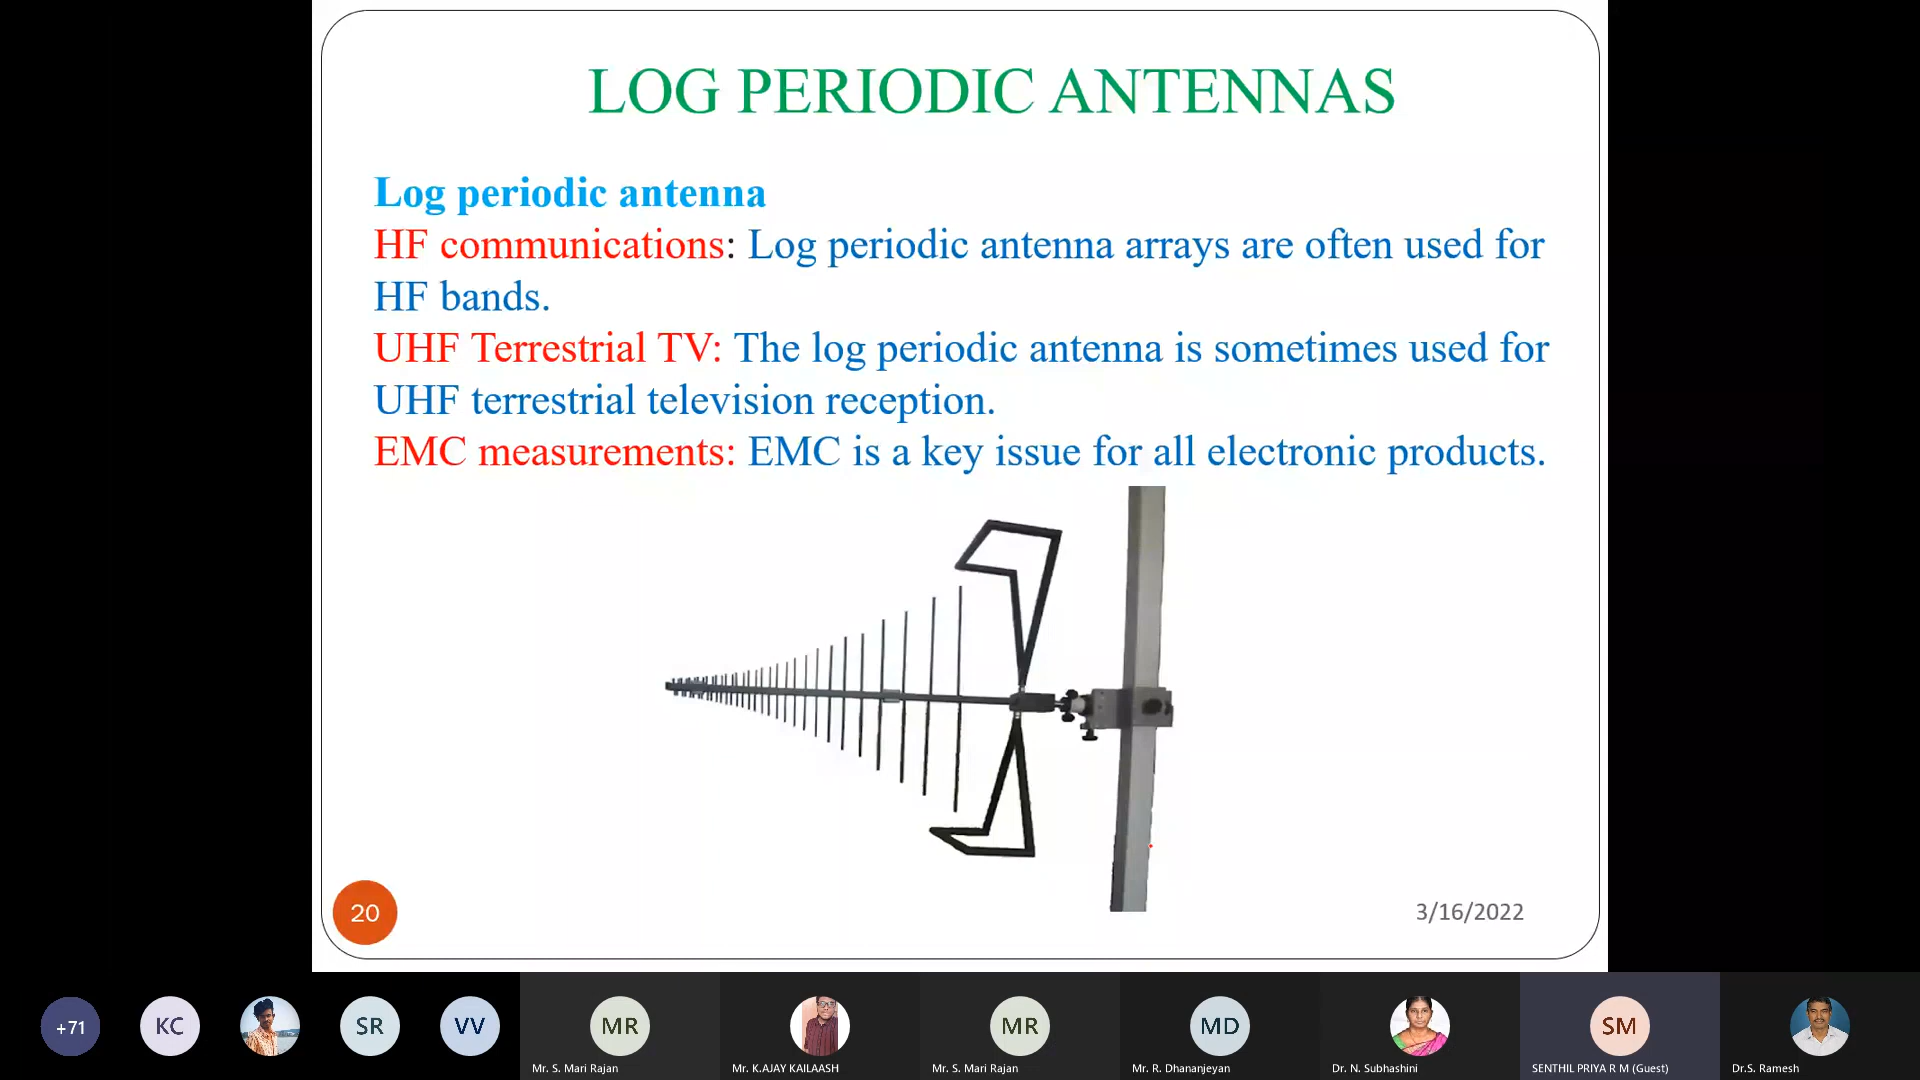 LOG PERIODIC ANTENNAS
Log periodic antenna
HF communications: Log periodic antenna arrays are often used for
HF bands.
UHF Terrestrial TV: The log periodic antenna is sometimes used for
UHF terrestrial television reception.
EMC measurements: EMC is a key issue for all electronic products.
20
3/16/2022
+71
KC
SR
VV
MR
MR
MD
SM
Mr. S. Mari Rajan
Mr. K.AJAY KAILAASH
Mr. S. Mari Rajan
Mr. R. Dhananjeyan
Dr. N. Subhashini
SENTHIL PRIYA R M (Guest)
Dr.S. Ramesh